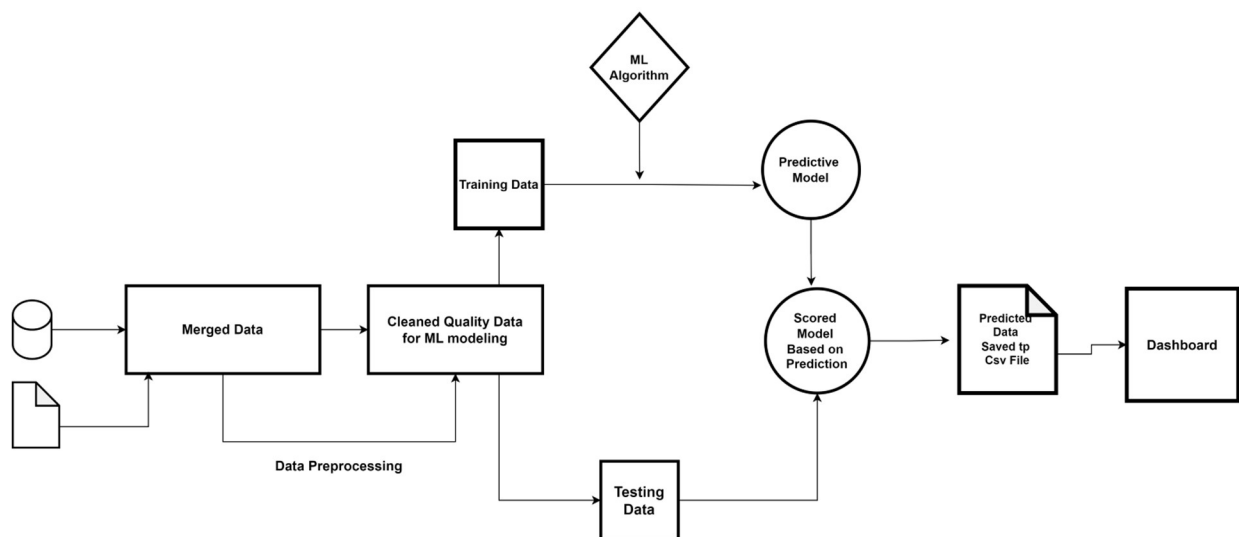 ML
Algorithm
Training Data
Predictive
Model
Merged Data
Cleaned Quality Data
for ML modeling
Scored
Model
Based on
Prediction
Predicted
Data
Saved tp
Csv File
Dashboard
Data Preprocessing
Testing
Data